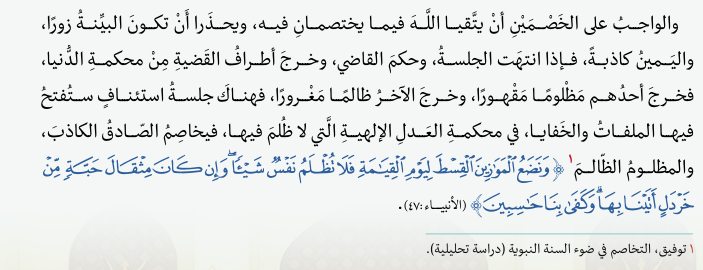 والواجبُ على الخَصْمَيْنِ أنْ يتَّقيا اللَّهَ فيما يختصمانِ فيه، ويحذَرا أَنْ تكونَ البيِّنةُ زورًا،
واليَمينُ كاذبةً، فإذا انتهَت الجلسةُ، وحكمَ القاضي، وخرجَ أطرافُ القَضيةِ مِنْ محكمةِ الدُّنيا،
فخرجَ أحدُهم مَظْلومًا مَقْهورًا، وخرجَ الآخرُ ظالمًا مَغْرورًا، فهناكَ جلسةُ استئنافٍ ستُفتحُ
فيها الملفاتُ والخَفايا، في محكمةِ العَدلِ الإلهيةِ الَّتي لا ظُلمَ فيها، فيخاصِمُ الصّادقُ الكاذبَ،
والمظلومُ الظّالمَ١ ﴿وَنَضَعُ ٱلْمَوَٰزِينَ ٱلْقِسْطَ لِيَوْمِ ٱلْقِيَٰمَةِ فَلَا تُظْلَمُ نَفْسٌ شَيْـًٔا ۖ وَإِن كَانَ مِثْقَالَ حَبَّةٍ مِّنْ
خَرْدَلٍ أَتَيْنَا بِهَا ۗ وَكَفَىٰ بِنَا حَٰسِبِينَ﴾ (الأنبياء:٤٧).
١ توفيق، التخاصم في ضوء السنة النبوية (دراسة تحليلية).